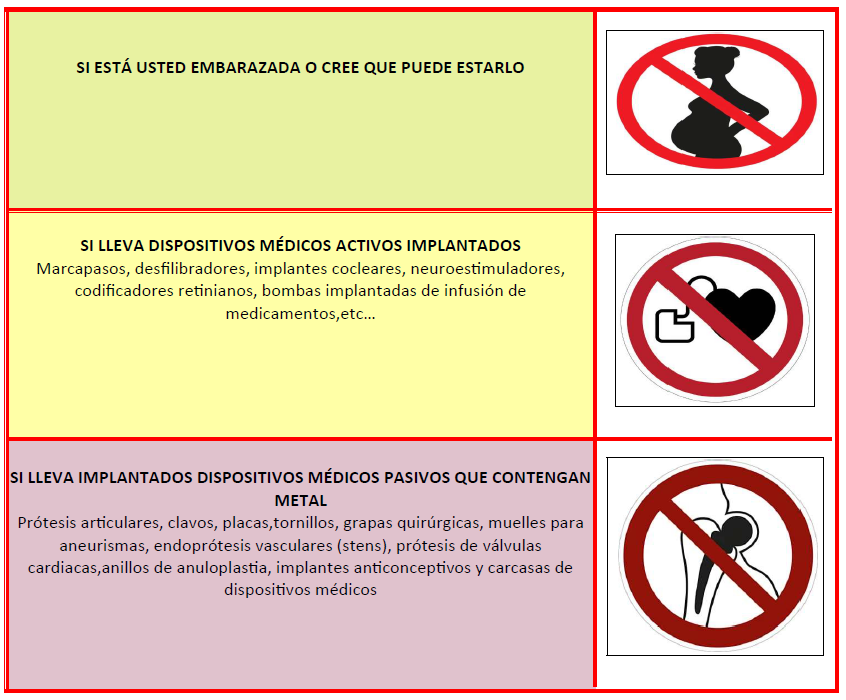 SI ESTÁ USTED EMBARAZADA O CREE QUE PUEDE ESTARLO
SI LLEVA DISPOSITIVOS MÉDICOS ACTIVOS IMPLANTADOS
Marcapasos, desfilibradores, implantes cocleares, neuroestimuladores,
codificadores retinianos, bombas implantadas de infusión de
medicamentos,etc...
SI LLEVA IMPLANTADOS DISPOSITIVOS MÉDICOS PASIVOS QUE CONTENGAN
METAL
Prótesis articulares, clavos, placas,tornillos, grapas quirúrgicas, muelles para
aneurismas, endoprótesis vasculares (stens), prótesis de válvulas
cardiacas,anillos de anuloplastia, implantes anticonceptivos y carcasas de
dispositivos médicos